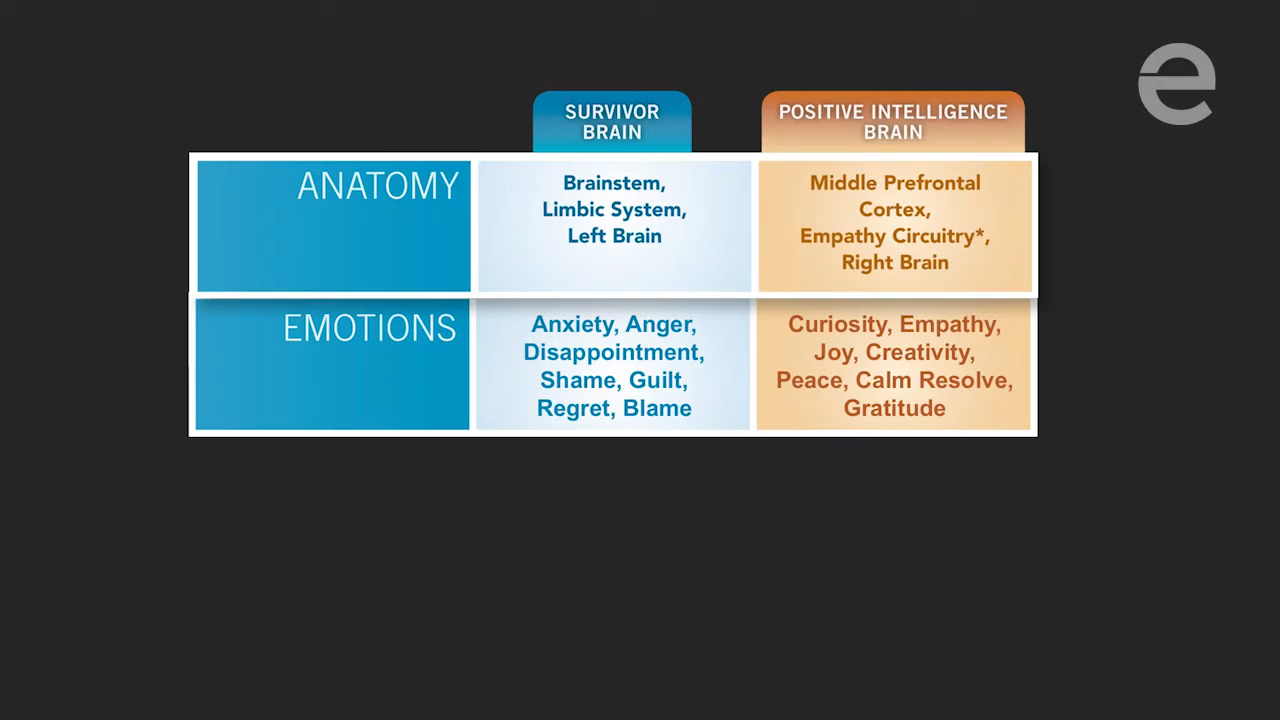 SURVIVOR
BRAIN
POSITIVE INTELLIGENCE
BRAIN
ANATOMY
Brainstem,
Limbic System,
Left Brain
Middle Prefrontal
Cortex,
Empathy Circuitry*,
Right Brain
EMOTIONS
Anxiety, Anger,
Disappointment,
Shame, Guilt,
Regret, Blame
Curiosity, Empathy,
Joy, Creativity,
Peace, Calm Resolve,
Gratitude
e